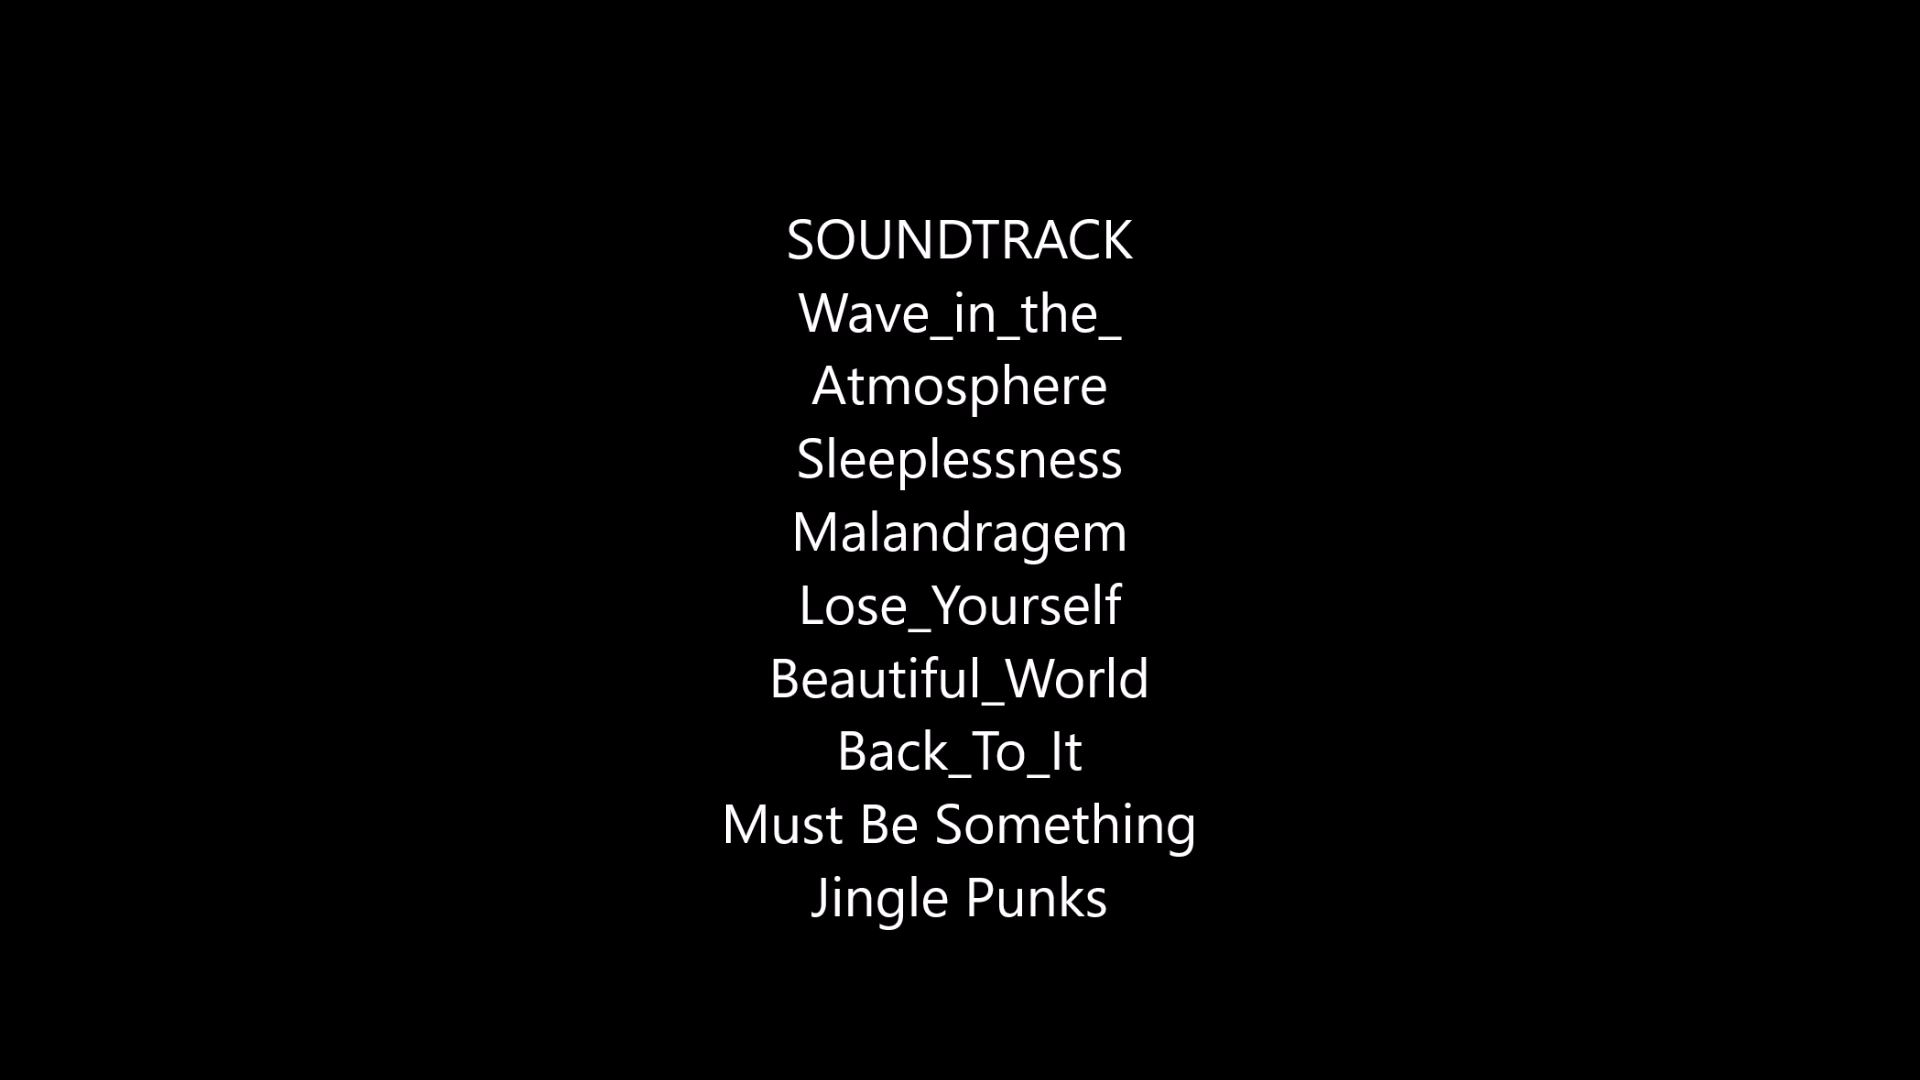 SOUNDTRACK
Wave_in_the_
Atmosphere
Sleeplessness
Malandragem
Lose_Yourself
Beautiful_World
Back_To_It
Must Be Something
Jingle Punks